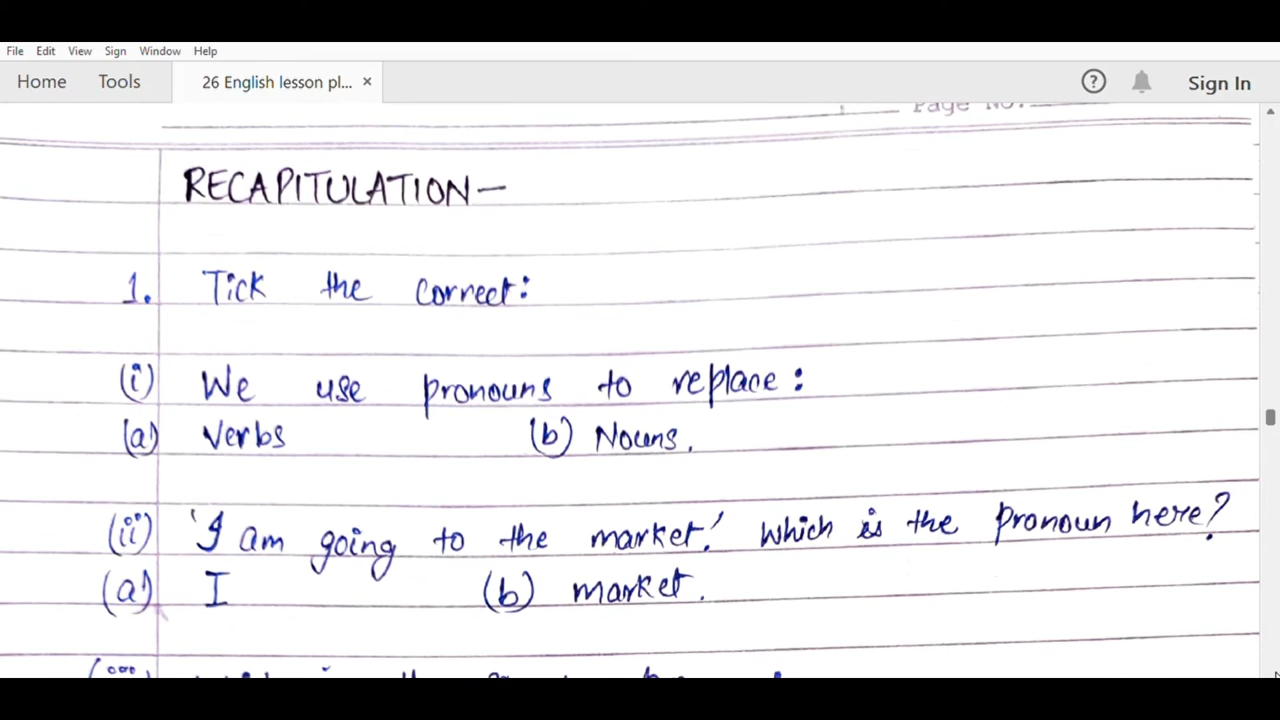 File Edit View Sign Window Help
Home Tools 26 English lesson pl... × ? Sign In
Page No.
RECAPITULATION—
1. Tick the correct:
(i) We use pronouns to replace:
(a) Verbs (b) Nouns.
(ii) 'I am going to the market.' Which is the pronoun here?
(a) I (b) market.